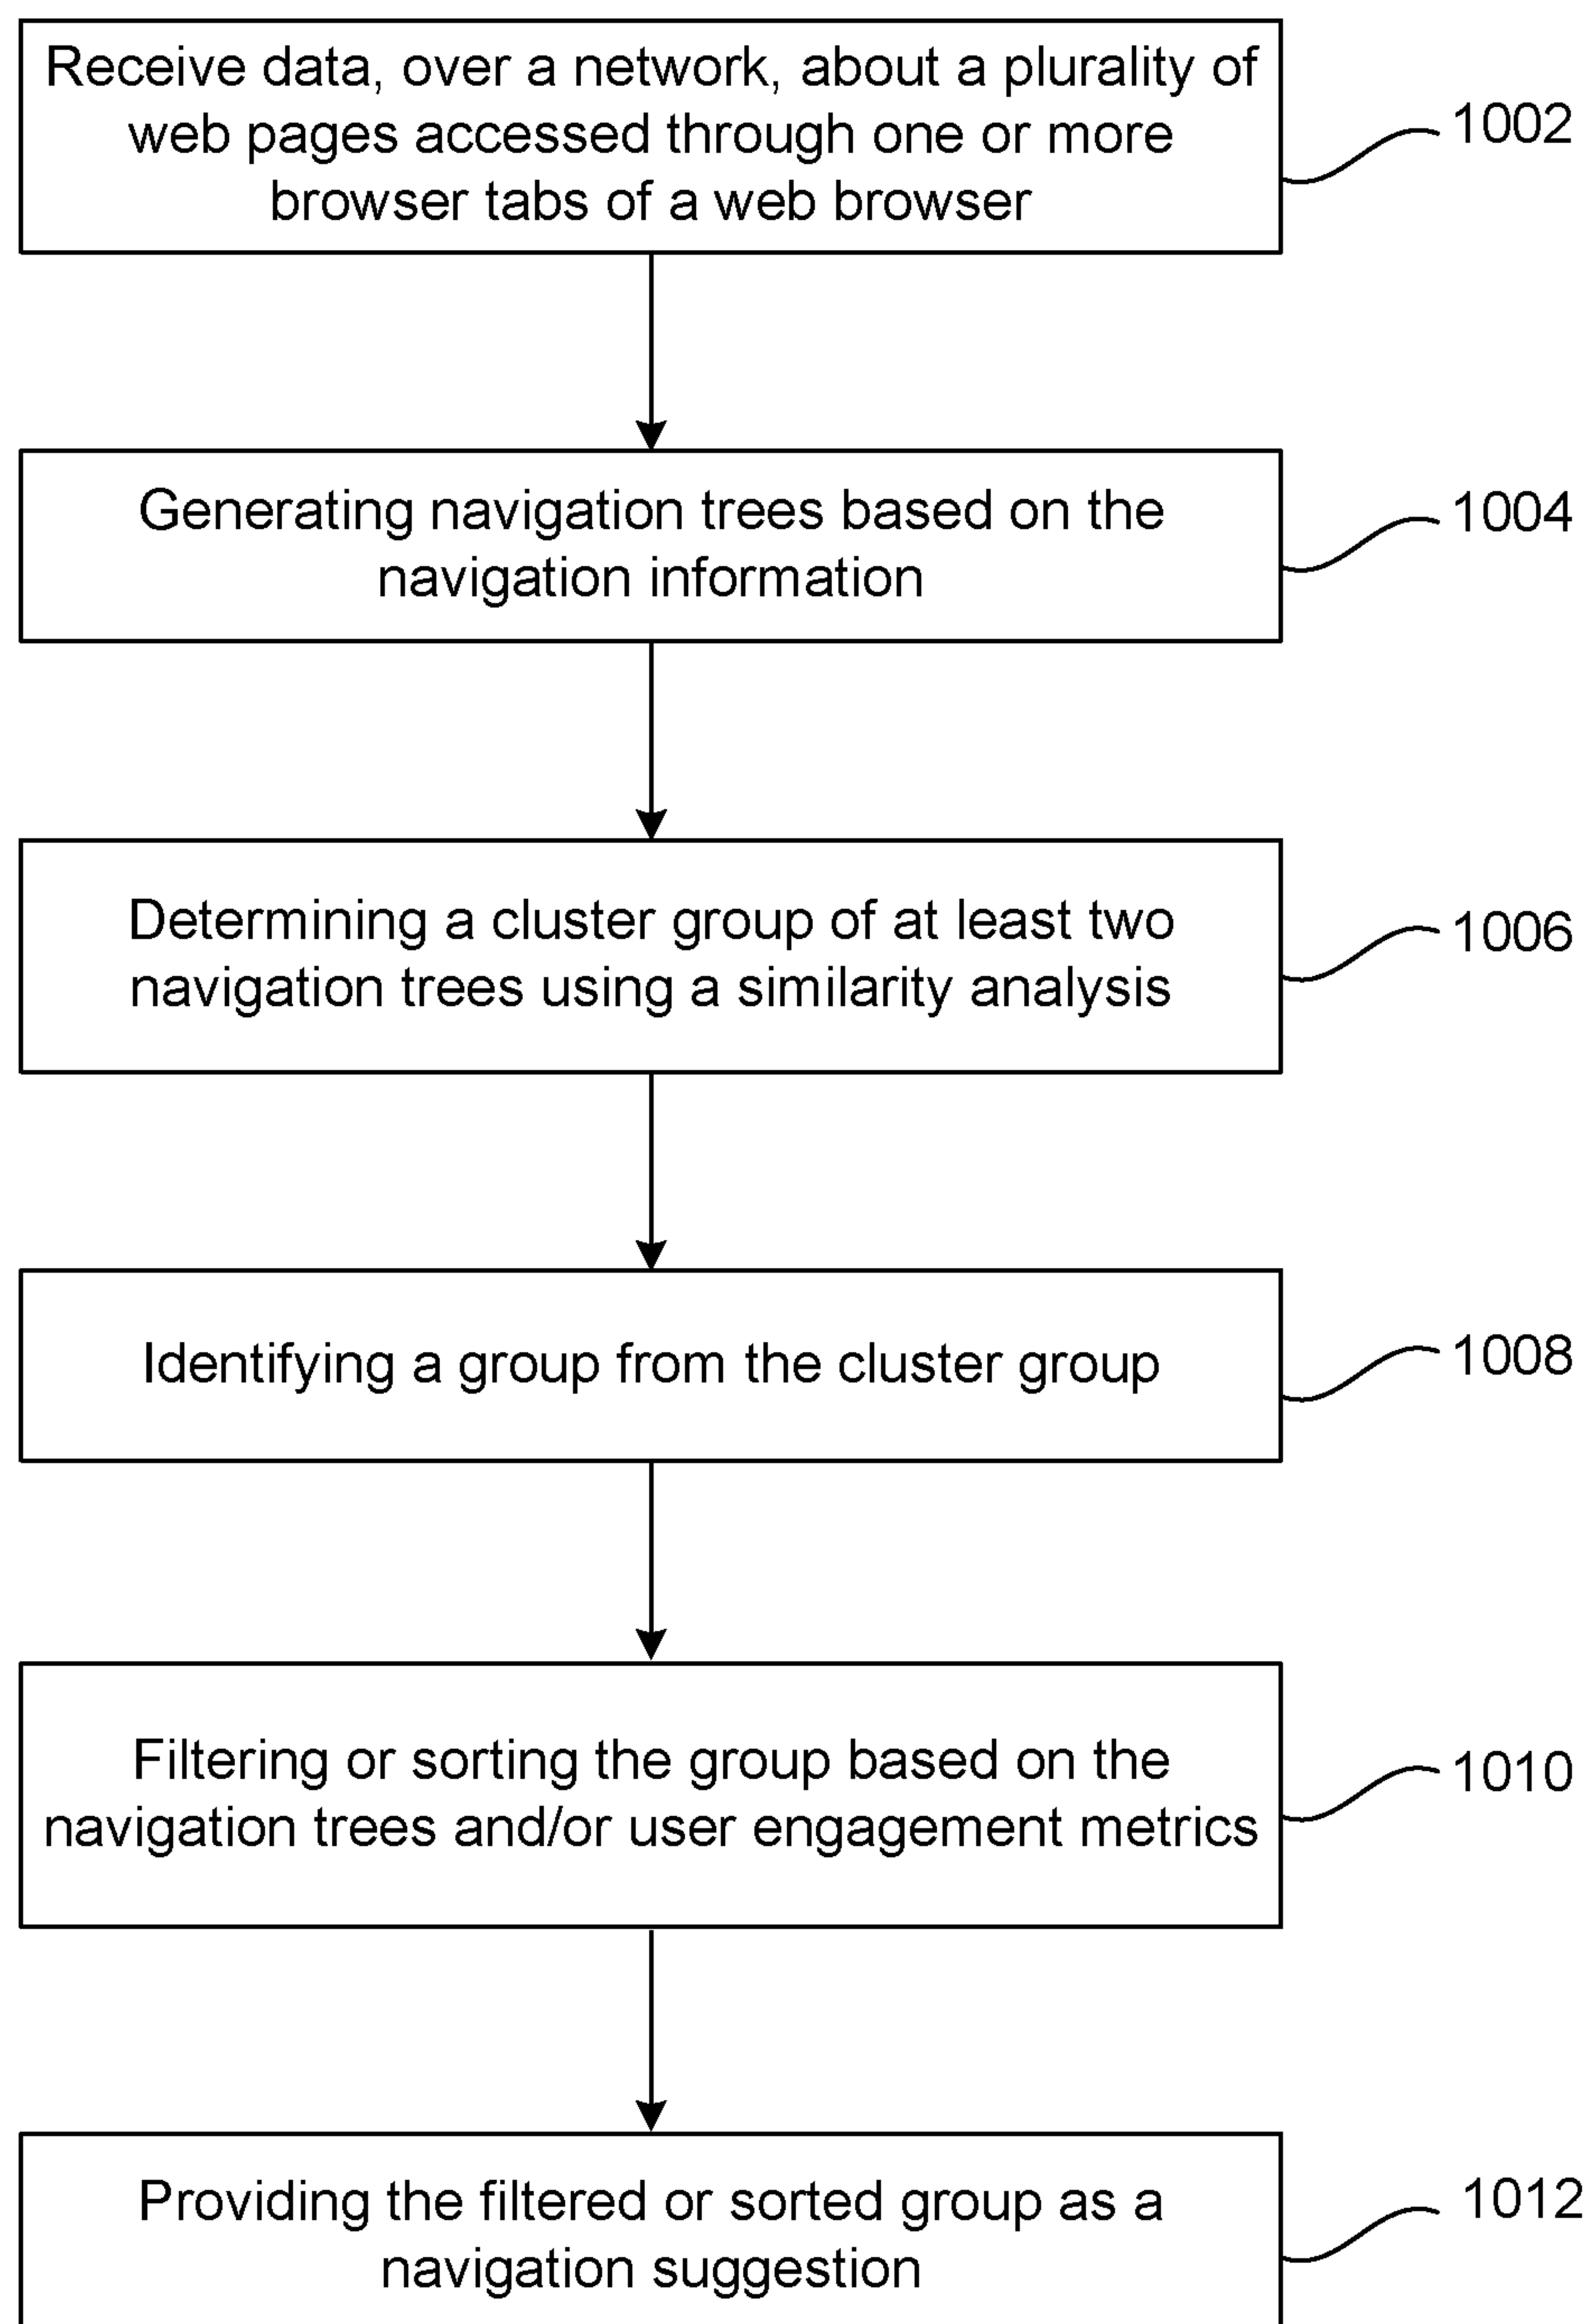 Receive data, over a network, about a plurality of
web pages accessed through one or more
browser tabs of a web browser
1002
Generating navigation trees based on the
navigation information
1004
Determining a cluster group of at least two
navigation trees using a similarity analysis
1006
Identifying a group from the cluster group
1008
Filtering or sorting the group based on the
navigation trees and/or user engagement metrics
1010
Providing the filtered or sorted group as a
navigation suggestion
1012